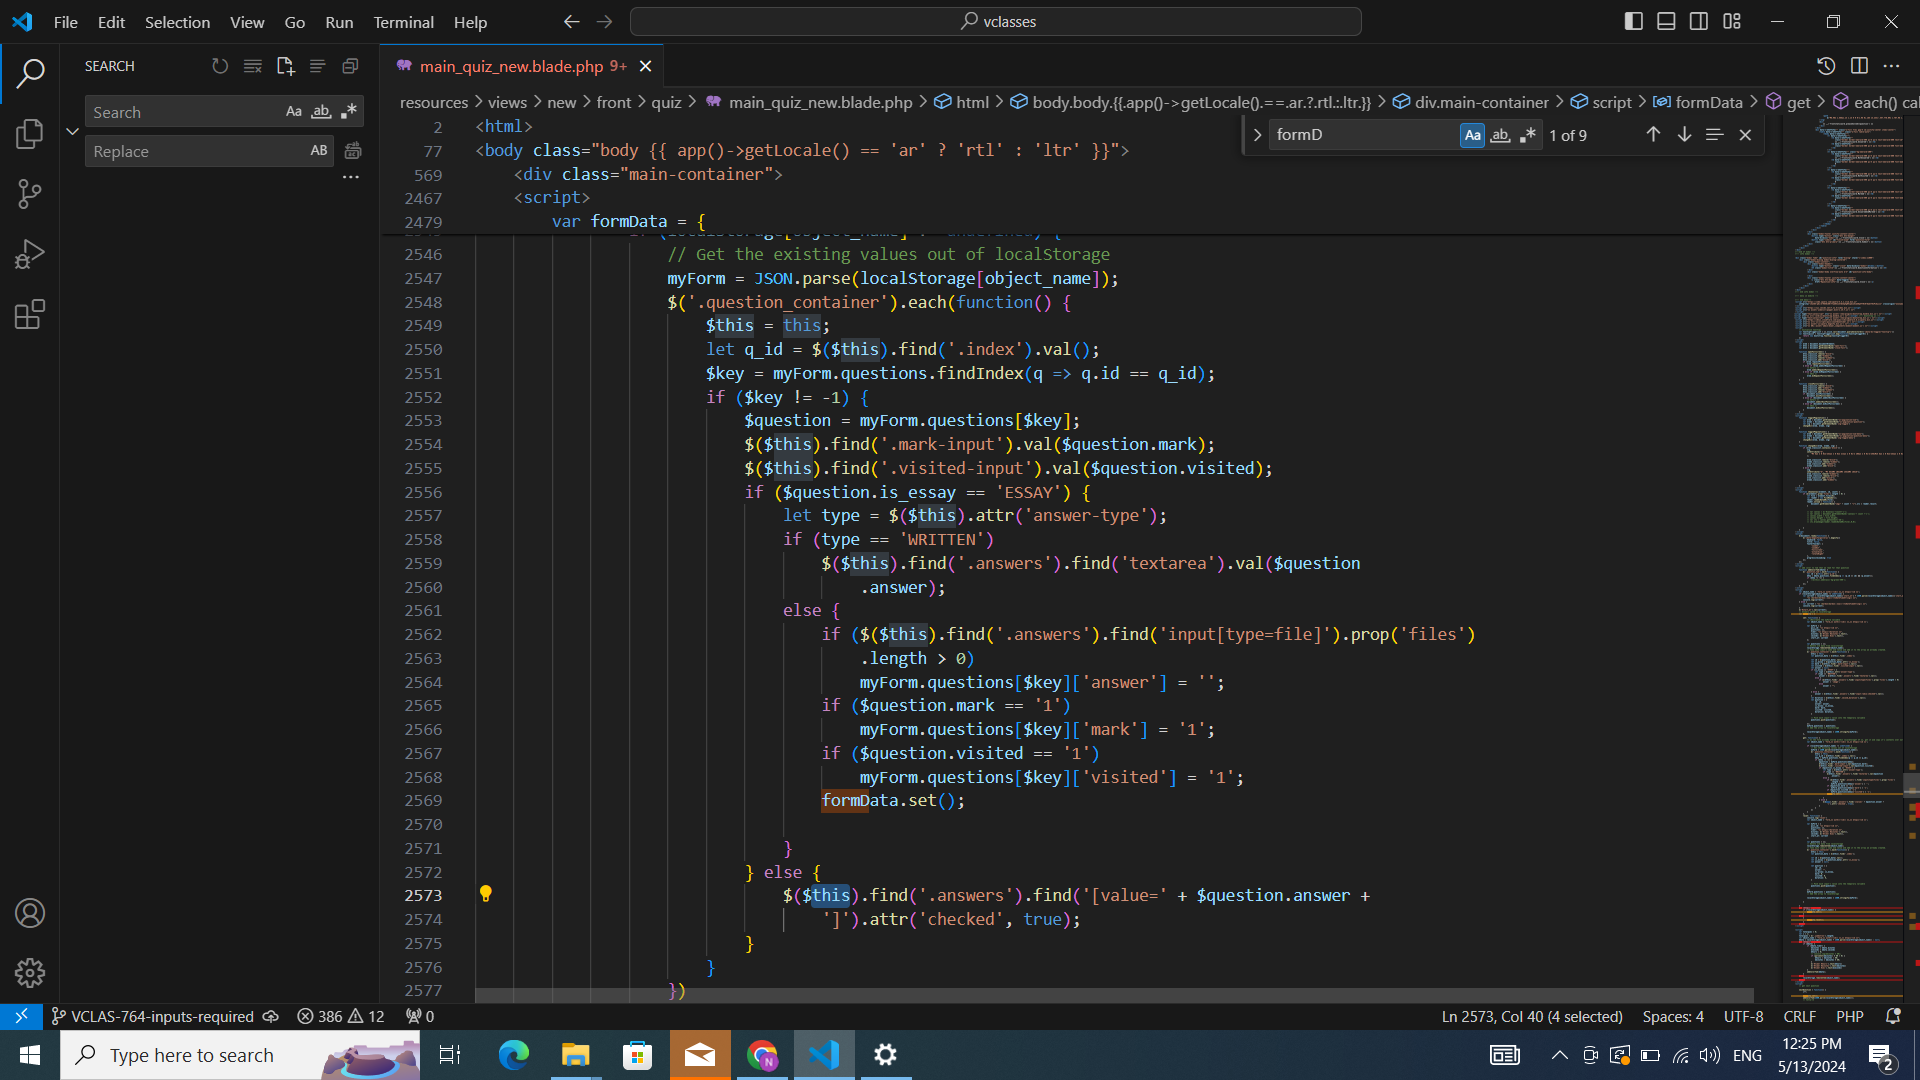 File Edit Selection View Go Run Terminal Help
vclasses
SEARCH
Search
Aa ab
Replace
AB
main_quiz_new.blade.php 9+
resources > views > new > front > quiz > main_quiz_new.blade.php > html > body.body.{{.app()->getLocale().==.ar.?.rtl.:.ltr.}} > div.main-container > script > formData > get > each() cal
formD
Aa ab
1 of 9
2 <html>
77 <body class="body {{ app()->getLocale() == 'ar' ? 'rtl' : 'ltr' }}">
569 <div class="main-container">
2467 <script>
2479 var formData = {
2546 // Get the existing values out of localStorage
2547 myForm = JSON.parse(localStorage[object_name]);
2548 $('.question_container').each(function() {
2549 $this = this;
2550 let q_id = $($this).find('.index').val();
2551 $key = myForm.questions.findIndex(q => q.id == q_id);
2552 if ($key != -1) {
2553 $question = myForm.questions[$key];
2554 $($this).find('.mark-input').val($question.mark);
2555 $($this).find('.visited-input').val($question.visited);
2556 if ($question.is_essay == 'ESSAY') {
2557 let type = $($this).attr('answer-type');
2558 if (type == 'WRITTEN')
2559 $($this).find('.answers').find('textarea').val($question
2560 .answer);
2561 else {
2562 if ($($this).find('.answers').find('input[type=file]').prop('files')
2563 .length > 0)
2564 myForm.questions[$key]['answer'] = '';
2565 if ($question.mark == '1')
2566 myForm.questions[$key]['mark'] = '1';
2567 if ($question.visited == '1')
2568 myForm.questions[$key]['visited'] = '1';
2569 formData.set();
2570
2571 }
2572 } else {
2573 $($this).find('.answers').find('[value=' + $question.answer +
2574 ']').attr('checked', true);
2575 }
2576 }
2577 })
VCLAS-764-inputs-required 386 12 0
Ln 2573, Col 40 (4 selected) Spaces: 4 UTF-8 CRLF PHP
Type here to search
N
ENG
12:25 PM
5/13/2024
2